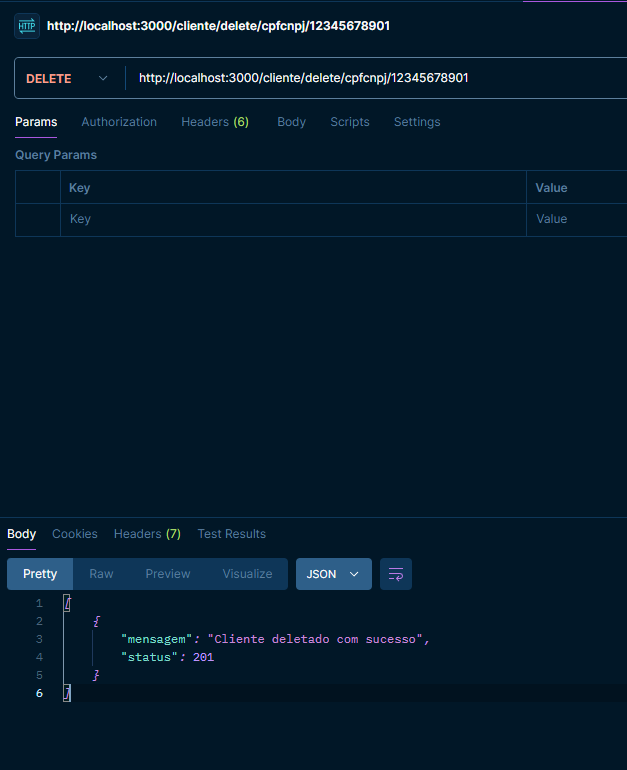 HTTP http://localhost:3000/cliente/delete/cpfcnpj/12345678901
DELETE http://localhost:3000/cliente/delete/cpfcnpj/12345678901
Params Authorization Headers (6) Body Scripts Settings
Query Params
Key Value
Key Value
Body Cookies Headers (7) Test Results
Pretty Raw Preview Visualize JSON
1 [
2 {
3 "mensagem": "Cliente deletado com sucesso",
4 "status": 201
5 }
6 ]